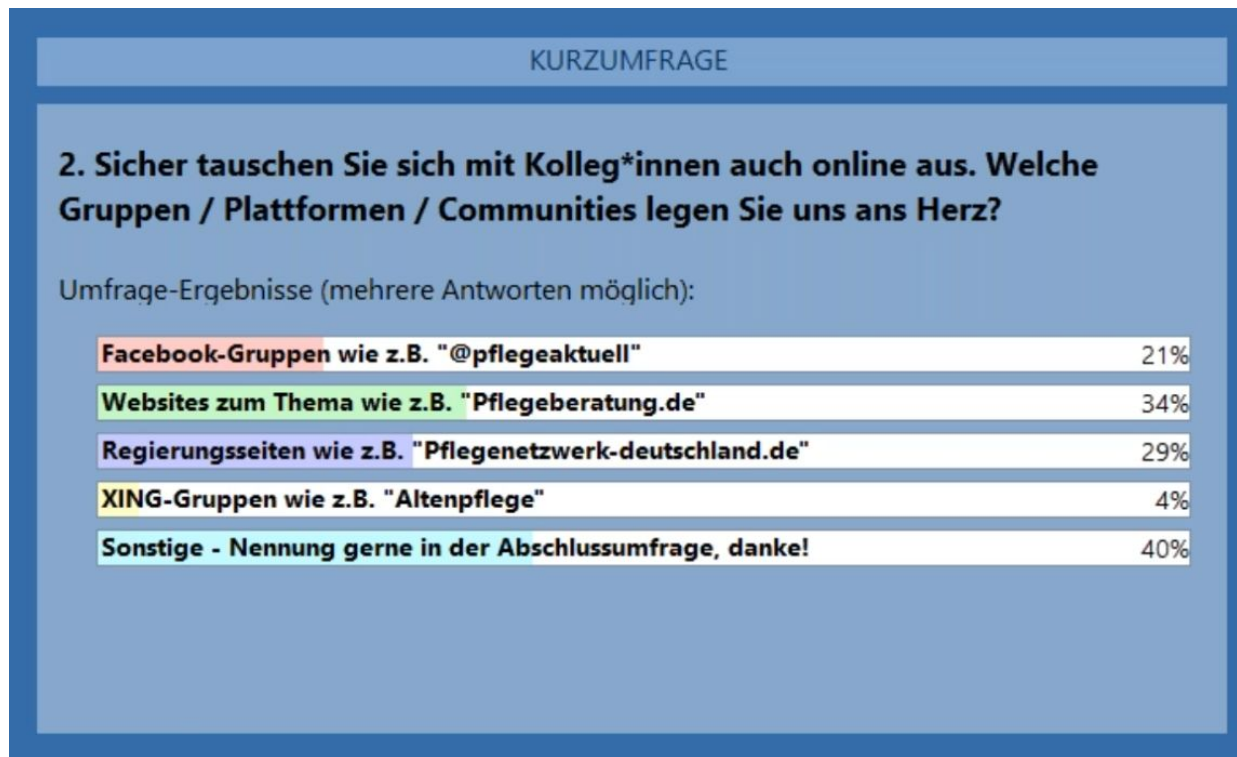 KURZUMFRAGE
2. Sicher tauschen Sie sich mit Kolleg*innen auch online aus. Welche
Gruppen / Plattformen / Communities legen Sie uns ans Herz?
Umfrage-Ergebnisse (mehrere Antworten möglich):
Facebook-Gruppen wie z.B. "@pflegeaktuell" 21%
Websites zum Thema wie z.B. "Pflegeberatung.de" 34%
Regierungsseiten wie z.B. "Pflegenetzwerk-deutschland.de" 29%
XING-Gruppen wie z.B. "Altenpflege" 4%
Sonstige - Nennung gerne in der Abschlussumfrage, danke! 40%